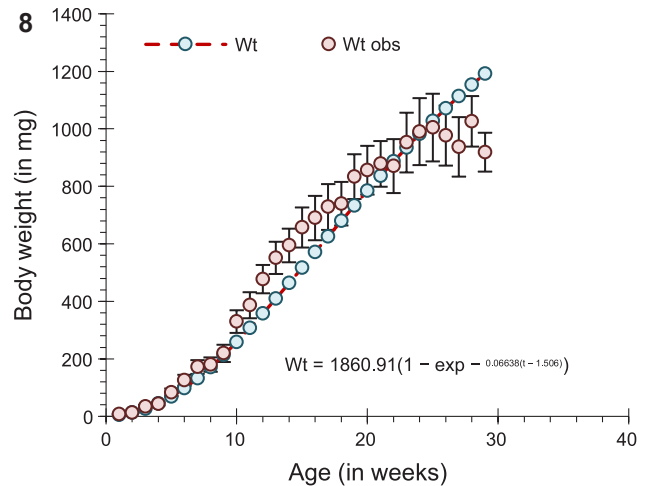 8
1400
1200
1000
800
600
400
200
0
Body weight (in mg)
Wt
Wt obs
Wt = 1860.91(1 − exp − 0.06638(t − 1.506))
0 10 20 30 40
Age (in weeks)